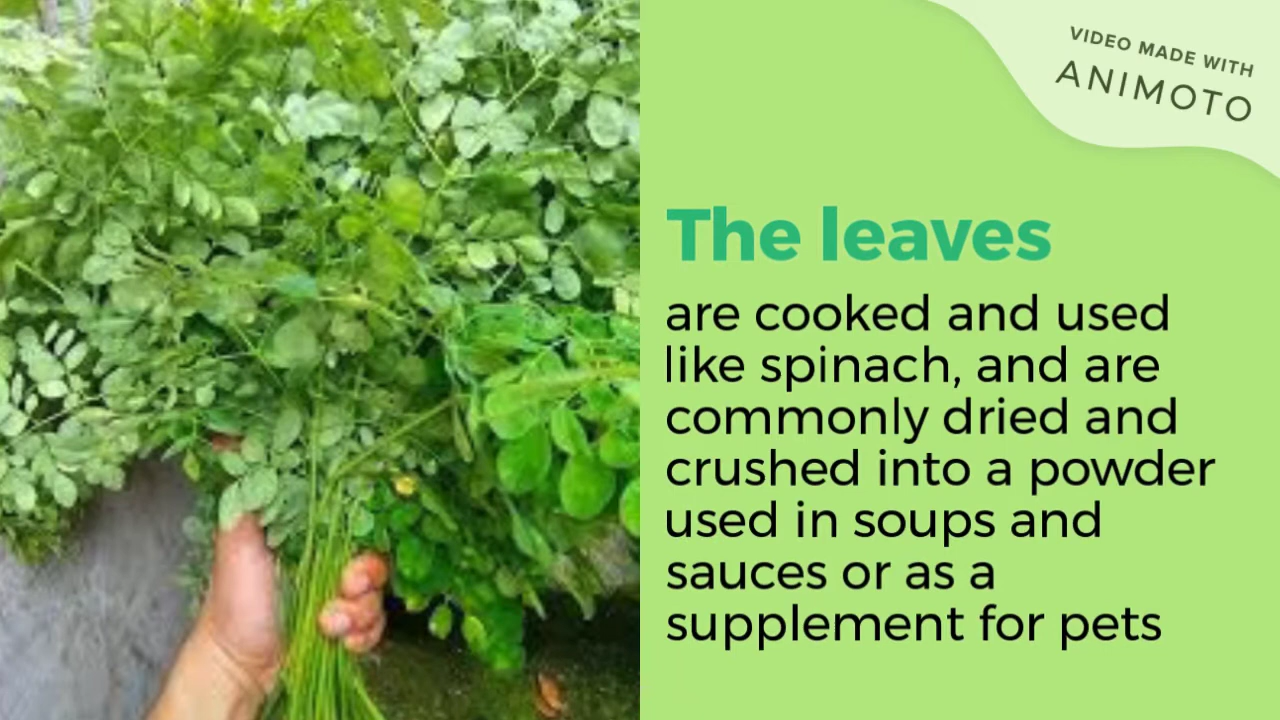 VIDEO MADE WITH
ANIMOTO
The leaves
are cooked and used
like spinach, and are
commonly dried and
crushed into a powder
used in soups and
sauces or as a
supplement for pets